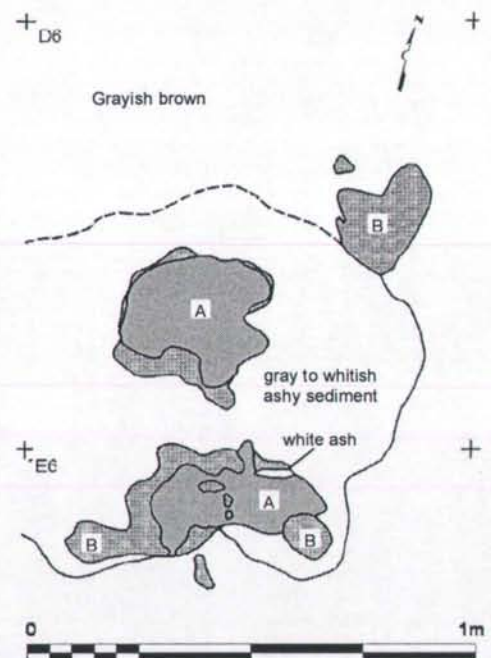 D6
N
Grayish brown
B
A
gray to whitish
ashy sediment
white ash
E6
A
B
B
0
1m